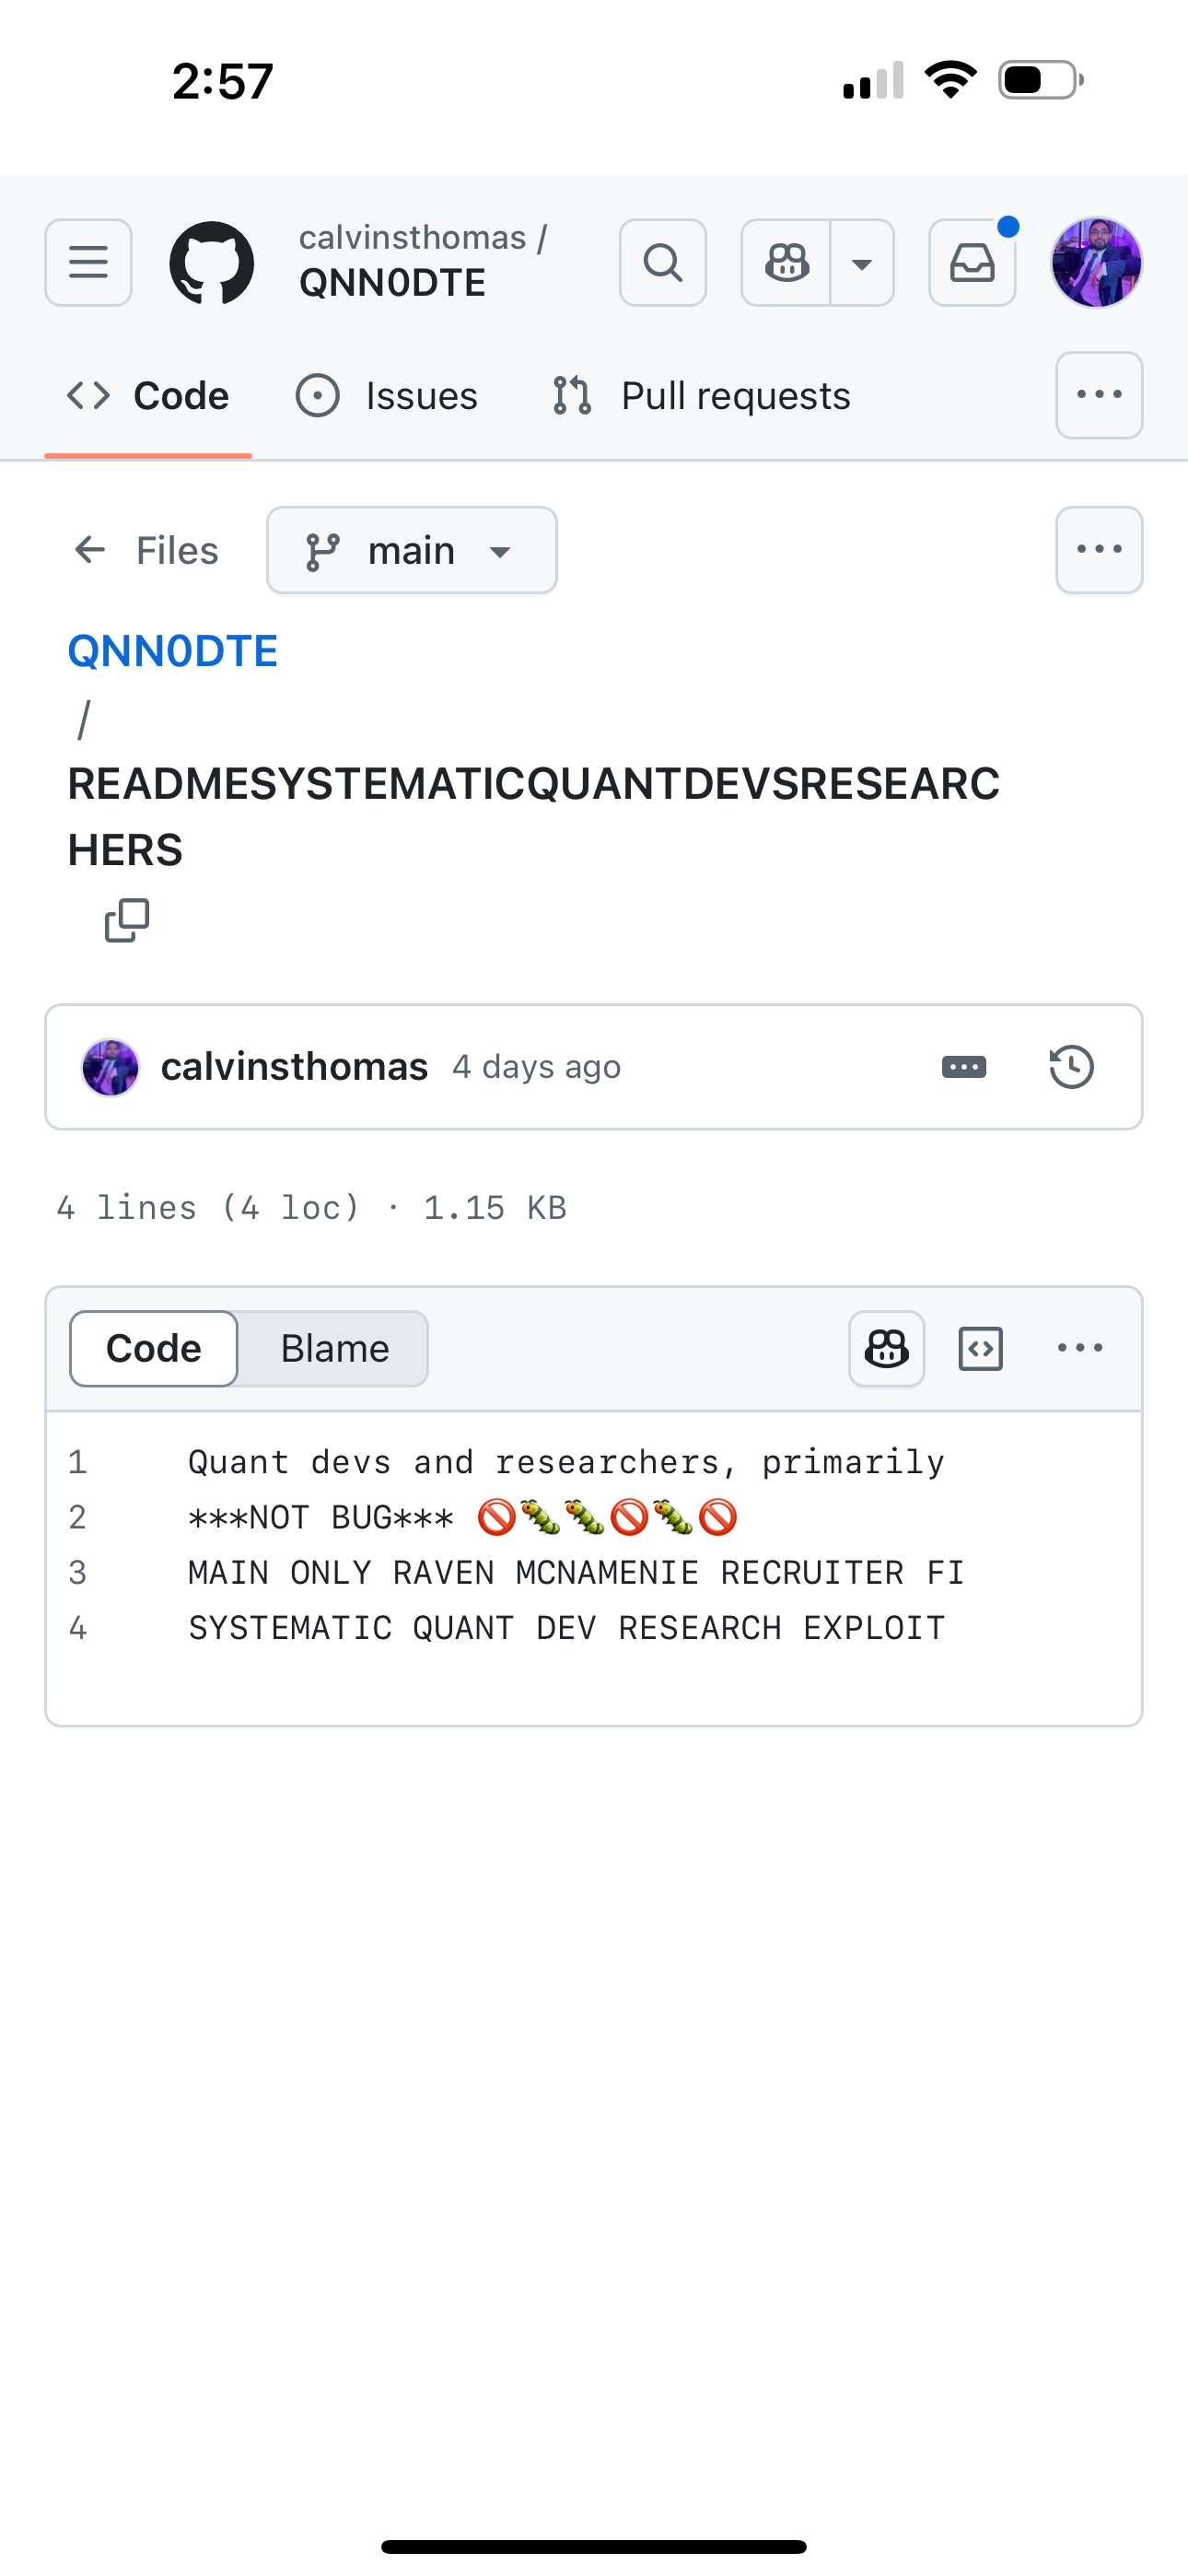 2:57
calvinsthomas /
QNN0DTE
Code
Issues
Pull requests
Files
main
QNN0DTE
/
READMESYSTEMATICQUANTDEVSRESEARC
HERS
calvinsthomas 4 days ago
4 lines (4 loc) · 1.15 KB
Code
Blame
1 Quant devs and researchers, primarily
2 ***NOT BUG*** 🚫🐛🐛🚫🐛🚫
3 MAIN ONLY RAVEN MCNAMENIE RECRUITER FI
4 SYSTEMATIC QUANT DEV RESEARCH EXPLOIT